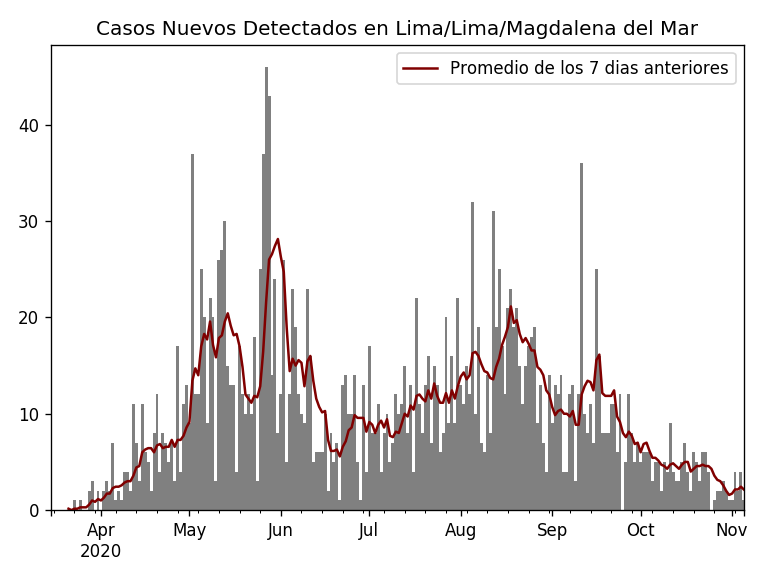 Casos Nuevos Detectados en Lima/Lima/Magdalena del Mar
Promedio de los 7 dias anteriores
40
30
20
10
0
Apr May Jun Jul Aug Sep Oct Nov
2020